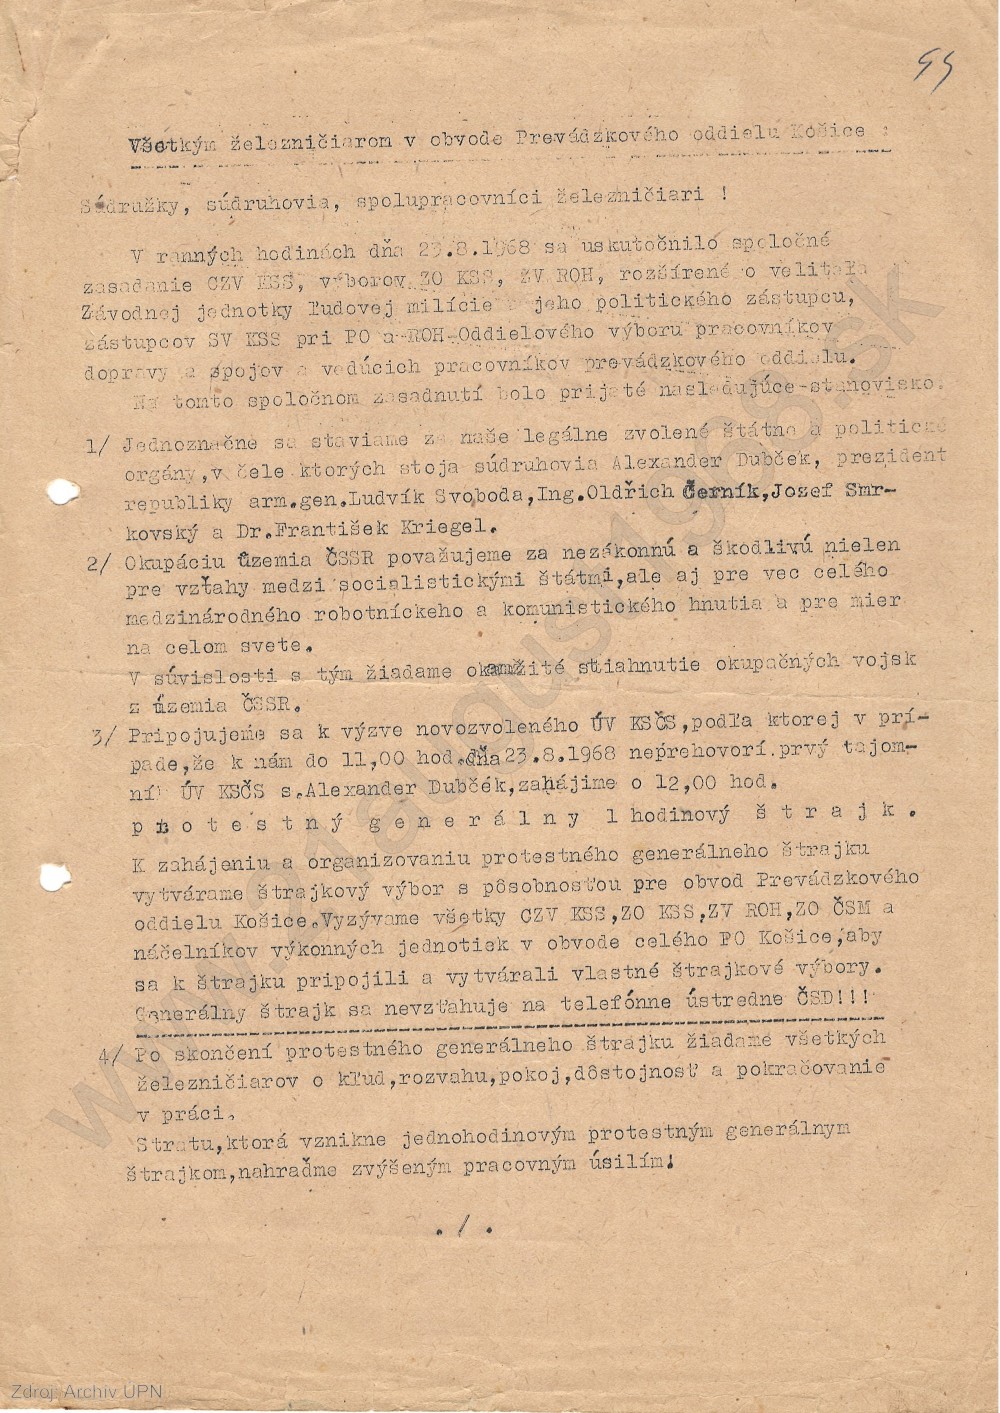 Všetkým železničiarom v obvode Prevádzkového oddielu Košice :
Súdružky, súdruhovia, spolupracovníci železničiari !
V ranných hodinách dňa 23.8.1968 sa uskutočnilo spoločné
zasadanie CZV KSS, výborov ZO KSS, ZV ROH, rozšírené o veliteľa
Závodnej jednotky Ľudovej milície jeho politického zástupcu,
zástupcov SV KSS pri PO a ROH-Oddielového výboru pracovníkov
dopravy a spojov a vedúcich pracovníkov prevádzkového oddielu.
Na tomto spoločnom zasadnutí bolo prijaté nasledujúce stanovisko.
1/ Jednoznačne sa staviame za naše legálne zvolené štátne a politické
orgány,v čele ktorých stoja súdruhovia Alexander Dubček, prezident
republiky arm.gen.Ludvík Svoboda,Ing.Oldřich Černík,Jozef Smr-
kovský a Dr.František Kriegel.
2/ Okupáciu územia ČSSR považujeme za nezákonnú a škodlivú nielen
pre vzťahy medzi socialistickými štátmi,ale aj pre vec celého
medzinárodného robotníckeho a komunistického hnutia a pre mier
na celom svete.
V súvislosti s tým žiadame okamžité stiahnutie okupačných vojsk
z územia ČSSR.
3/ Pripojujeme sa k výzve novozvoleného ÚV KSČS,podľa ktorej v prí-
pade,že k nám do 11,00 hod.dňa 23.8.1968 neprehovorí prvý tajom-
ník ÚV KSČS s.Alexander Dubček,zahájime o 12,00 hod.
p r o t e s t n ý g e n e r á l n y 1 hodinový š t r a j k .
K zahájeniu a organizovaniu protestného generálneho štrajku
vytvárame štrajkový výbor s pôsobnosťou pre obvod Prevádzkového
oddielu Košice.Vyzývame všetky CZV KSS,ZO KSS,ZV ROH,ZO ČSM a
náčelníkov výkonných jednotiek v obvode celého PO Košice,aby
sa k štrajku pripojili a vytvárali vlastné štrajkové výbory.
Generálny štrajk sa nevzťahuje na telefónne ústredne ČSD!!!
4/ Po skončení protestného generálneho štrajku žiadame všetkých
železničiarov o kľud,rozvahu,pokoj,dôstojnosť a pokračovanie
v práci.
Stratu,ktorá vznikne jednohodinovým protestným generálnym
štrajkom,nahraďme zvýšeným pracovným úsilím!
. / .
www.21august1968.sk
Zdroj: Archív UPN